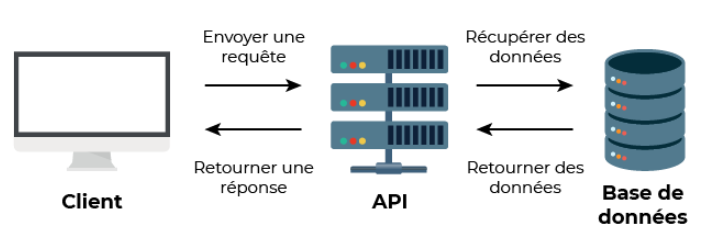 Envoyer une
requête
Récupérer des
données
Retourner une
réponse
Retourner des
données
Client
API
Base de
données